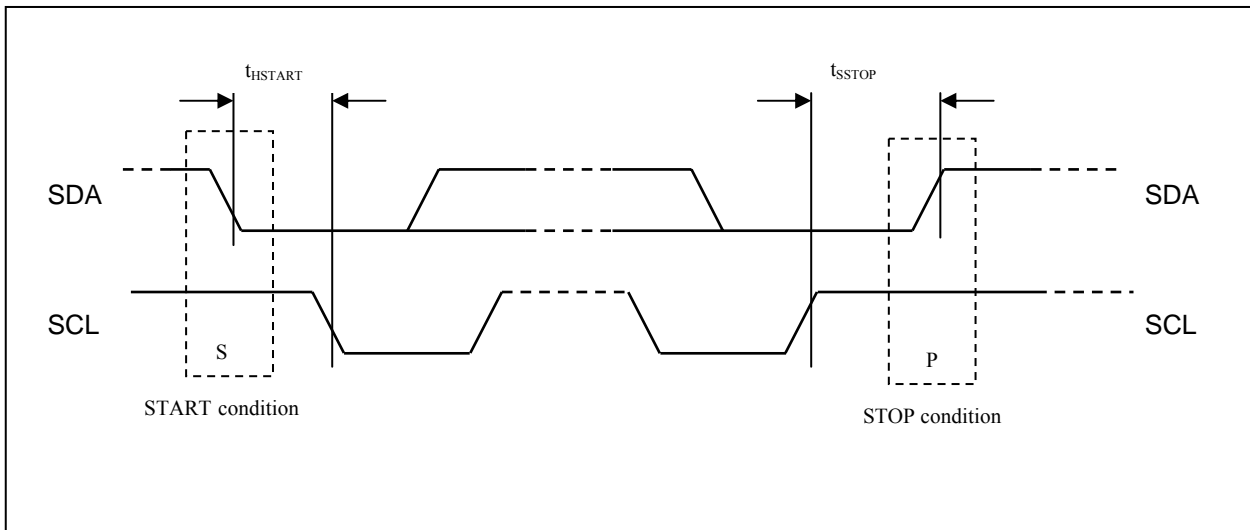 tHSTART
tSSTOP
SDA
SDA
SCL
SCL
S
P
START condition
STOP condition